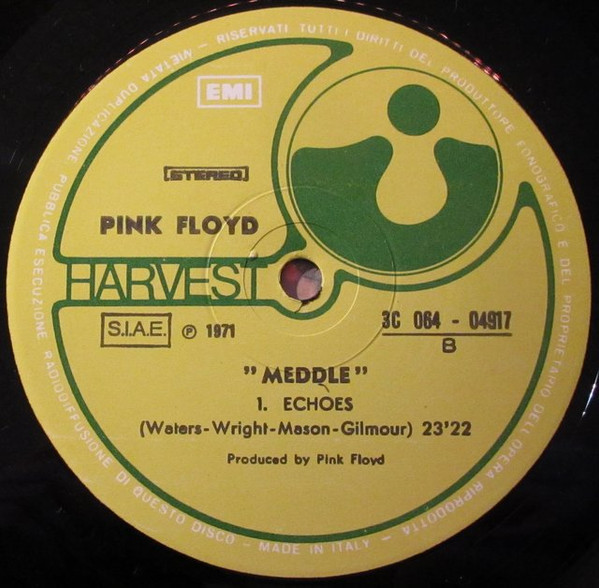 EMI
STEREO
PINK FLOYD
HARVEST
S.I.A.E. ℗ 1971
3C 064 - 04917
B
"MEDDLE"
1. ECHOES
(Waters-Wright-Mason-Gilmour) 23'22
Produced by Pink Floyd
RISERVATI TUTTI I DIRITTI DEL PRODUTTORE FONOGRAFICO E DEL PROPRIETARIO DELL'OPERA RIPRODOTTA - MADE IN ITALY - VIETATA DUPLICAZIONE PUBBLICA ESECUZIONE RADIODIFFUSIONE DI QUESTO DISCO -